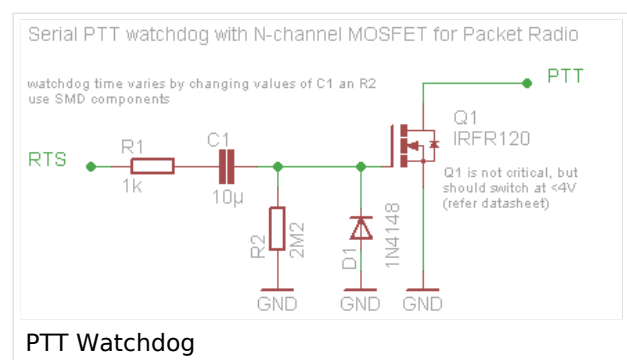 Serial PTT watchdog with N-channel MOSFET for Packet Radio
watchdog time varies by changing values of C1 an R2
use SMD components
PTT
Q1
IRFR120
RTS
R1
1k
C1
10µ
Q1 is not critical, but
should switch at <4V
(refer datasheet)
R2
2M2
D1
1N4148
GND
GND
GND
PTT Watchdog